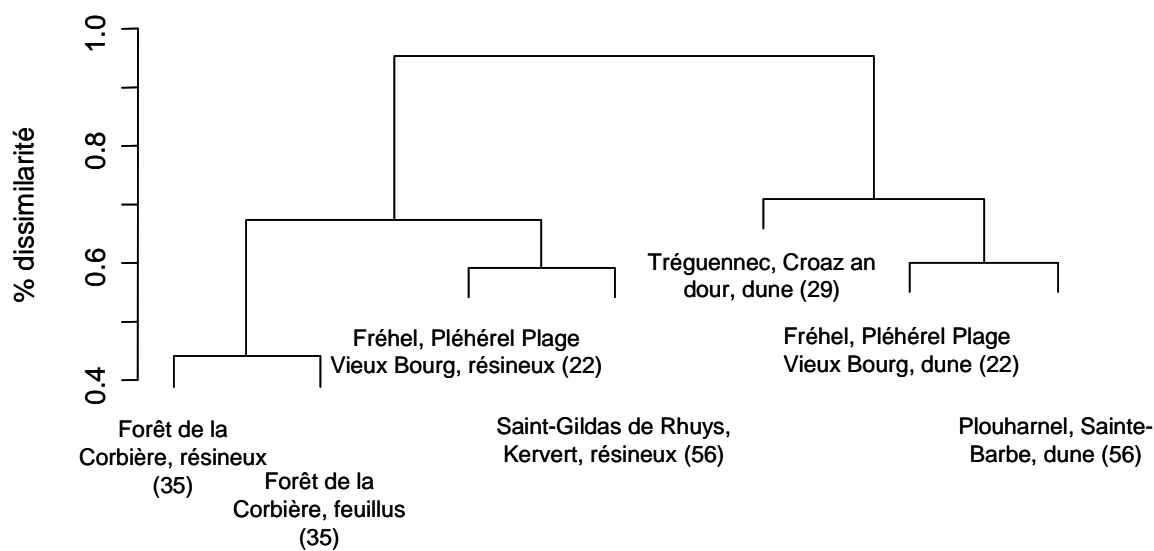 % dissimilarité
1.0
0.8
0.6
0.4
Tréguennec, Croaz an
dour, dune (29)
Fréhel, Pléhérel Plage
Vieux Bourg, résineux (22)
Fréhel, Pléhérel Plage
Vieux Bourg, dune (22)
Forêt de la
Corbière, résineux
(35)
Forêt de la
Corbière, feuillus
(35)
Saint-Gildas de Rhuys,
Kervert, résineux (56)
Plouharnel, Sainte-
Barbe, dune (56)